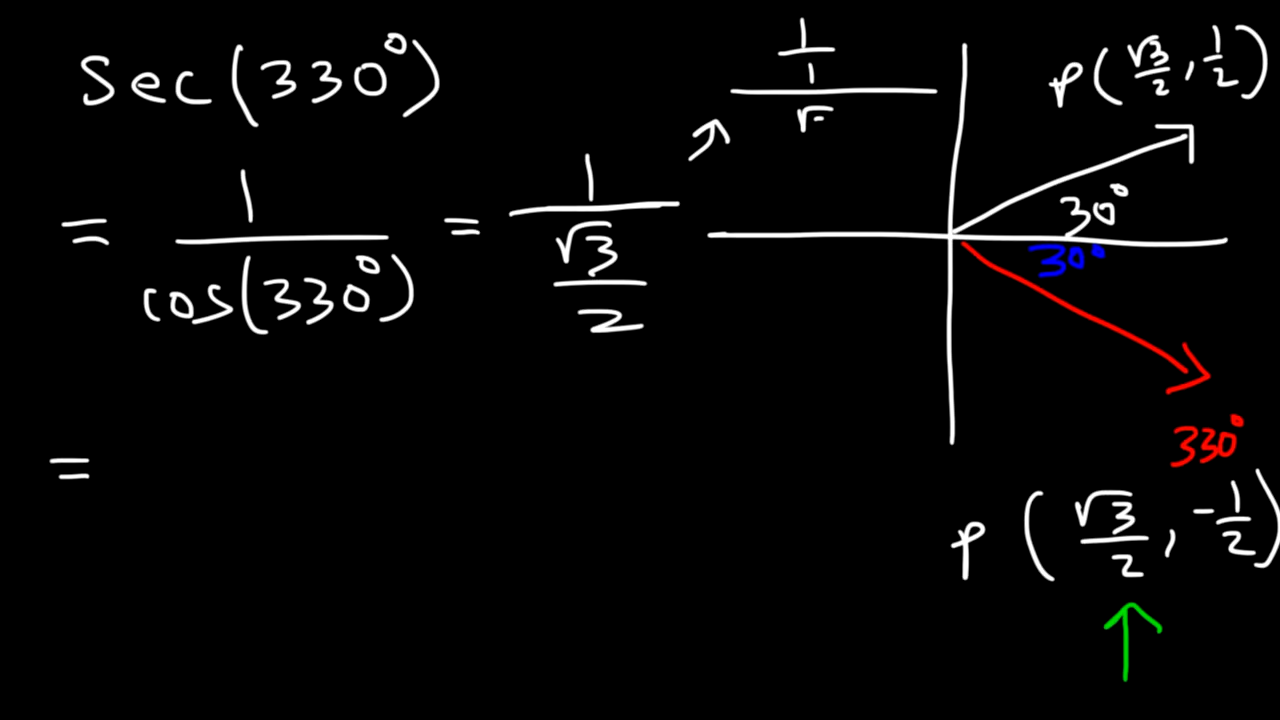 sec(330°)
= 1/cos(330°) = 1/(√3/2)
=
(1/1)/√
P(√3/2, 1/2)
30°
30°
330°
P(√3/2, -1/2)